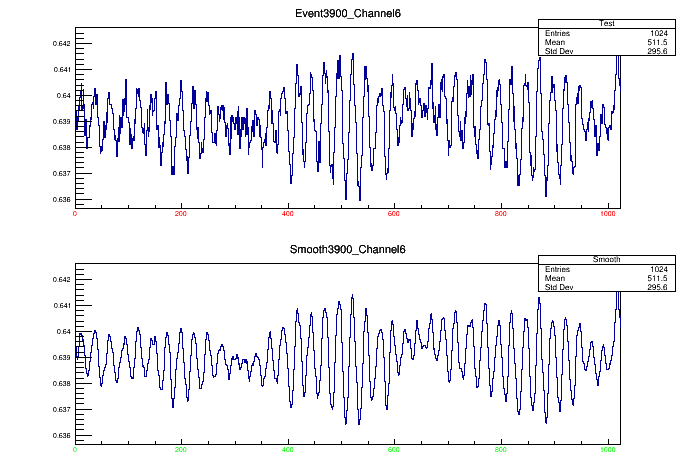 Event3900_Channel6
Test
Entries 1024
Mean 511.5
Std Dev 295.6
0.642
0.641
0.64
0.639
0.638
0.637
0.636
0 200 400 600 800 1000
Smooth3900_Channel6
Smooth
Entries 1024
Mean 511.5
Std Dev 295.6
0.642
0.641
0.64
0.639
0.638
0.637
0.636
0 200 400 600 800 1000